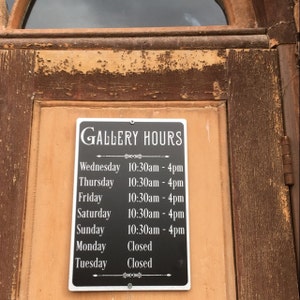 GALLERY HOURS
Wednesday 10:30am - 4pm
Thursday 10:30am - 4pm
Friday 10:30am - 4pm
Saturday 10:30am - 4pm
Sunday 10:30am - 4pm
Monday Closed
Tuesday Closed